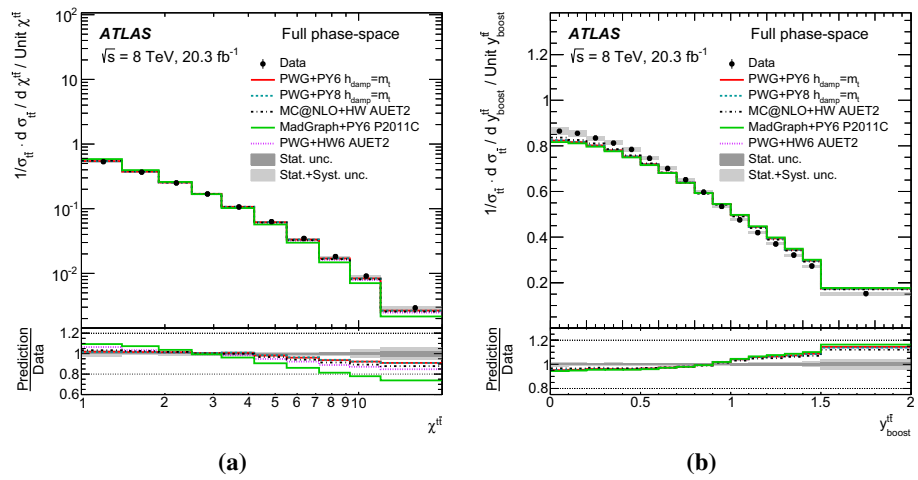 ATLAS Full phase-space
√s = 8 TeV, 20.3 fb⁻¹
Data
PWG+PY6 h_damp=m_t
PWG+PY8 h_damp=m_t
MC@NLO+HW AUET2
MadGraph+PY6 P2011C
PWG+HW6 AUET2
Stat. unc.
Stat.+Syst. unc.
1/σ_tt̄ · d σ_tt̄ / d χ^tt̄ / Unit χ^tt̄
10²
10
1
10⁻¹
10⁻²
Prediction
Data
1.2
1
0.8
0.6
1 2 3 4 5 6 7 8 9 10
χ^tt̄
(a)
ATLAS Full phase-space
√s = 8 TeV, 20.3 fb⁻¹
Data
PWG+PY6 h_damp=m_t
PWG+PY8 h_damp=m_t
MC@NLO+HW AUET2
MadGraph+PY6 P2011C
PWG+HW6 AUET2
Stat. unc.
Stat.+Syst. unc.
1/σ_tt̄ · d σ_tt̄ / d y^tt̄_boost / Unit y^tt̄_boost
1.2
1
0.8
0.6
0.4
0.2
Prediction
Data
1.2
1
0.8
0 0.5 1 1.5 2
y^tt̄_boost
(b)